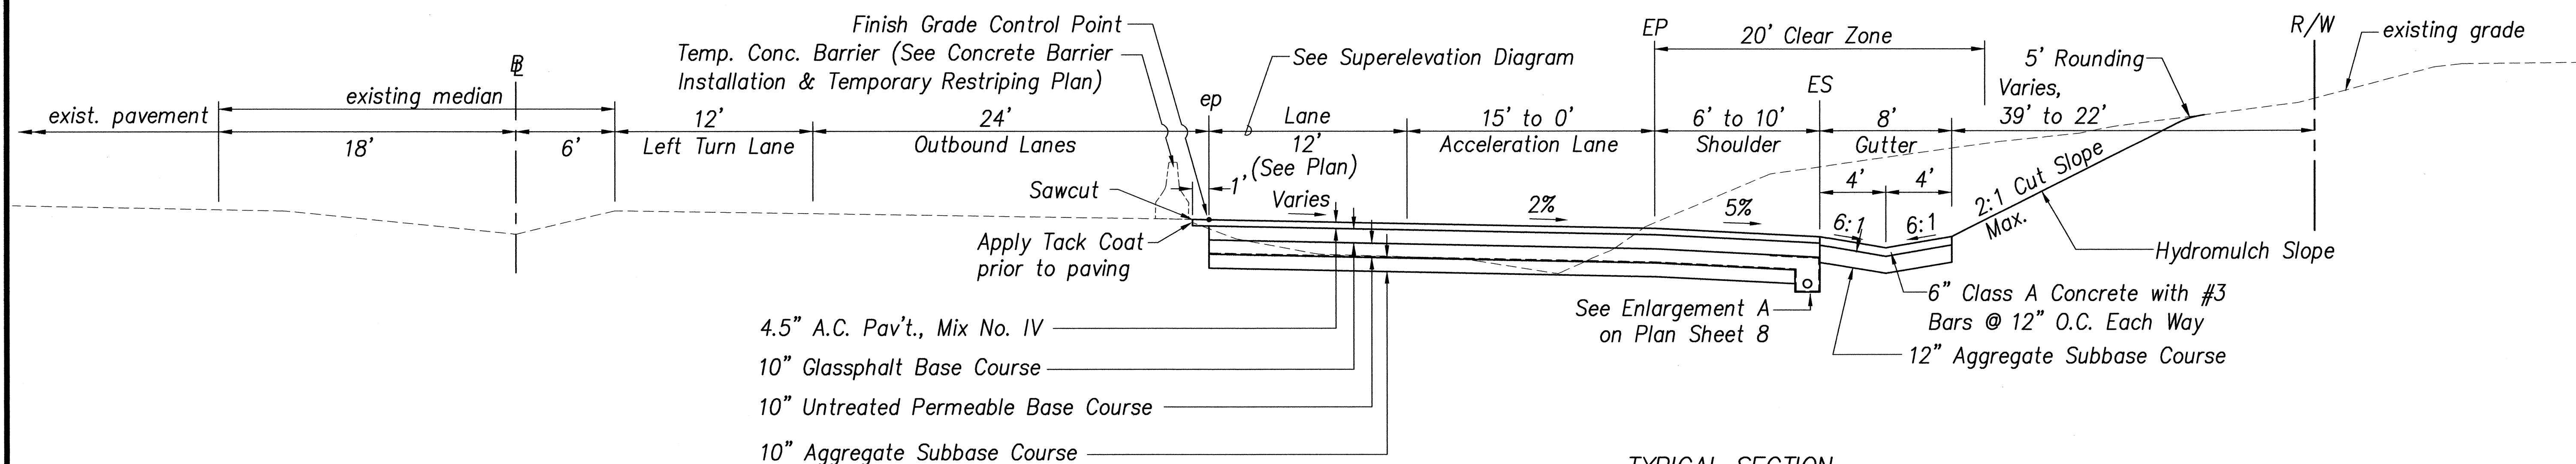 Finish Grade Control Point
Temp. Conc. Barrier (See Concrete Barrier
Installation & Temporary Restriping Plan)
See Superelevation Diagram
EP
20' Clear Zone
R/W
existing grade
5' Rounding
BL
existing median
ep
ES
Varies,
39' to 22'
exist. pavement
18'
6'
12'
Left Turn Lane
24'
Outbound Lanes
Lane
12'
(See Plan)
15' to 0'
Acceleration Lane
6' to 10'
Shoulder
8'
Gutter
4'
4'
Sawcut
1'
Varies
2%
5%
6:1
6:1
2:1 Cut Slope
Max.
Apply Tack Coat
prior to paving
Hydromulch Slope
See Enlargement A
on Plan Sheet 8
6" Class A Concrete with #3
Bars @ 12" O.C. Each Way
12" Aggregate Subbase Course
4.5" A.C. Pav't., Mix No. IV
10" Glassphalt Base Course
10" Untreated Permeable Base Course
10" Aggregate Subbase Course
TYPICAL SECTION